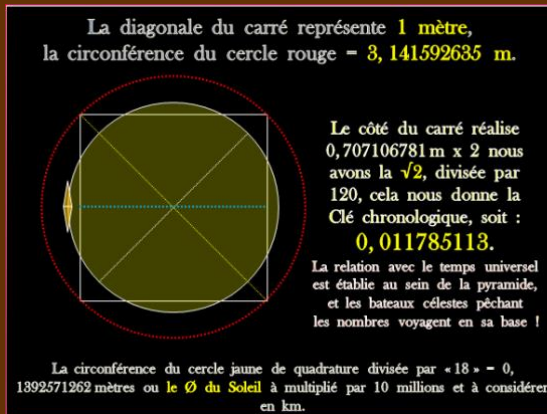 La diagonale du carré représente 1 mètre,
la circonférence du cercle rouge = 3, 141592635 m.
Le côté du carré réalise
0,707106781 m x 2 nous
avons la √2, divisée par
120, cela nous donne la
Clé chronologique, soit :
0, 011785113.
La relation avec le temps universel
est établie au sein de la pyramide,
et les bateaux célestes pêchant
les nombres voyagent en sa base !
La circonférence du cercle jaune de quadrature divisée par « 18 » = 0,
1392571262 mètres ou le Ø du Soleil à multiplié par 10 millions et à considérer
en km.